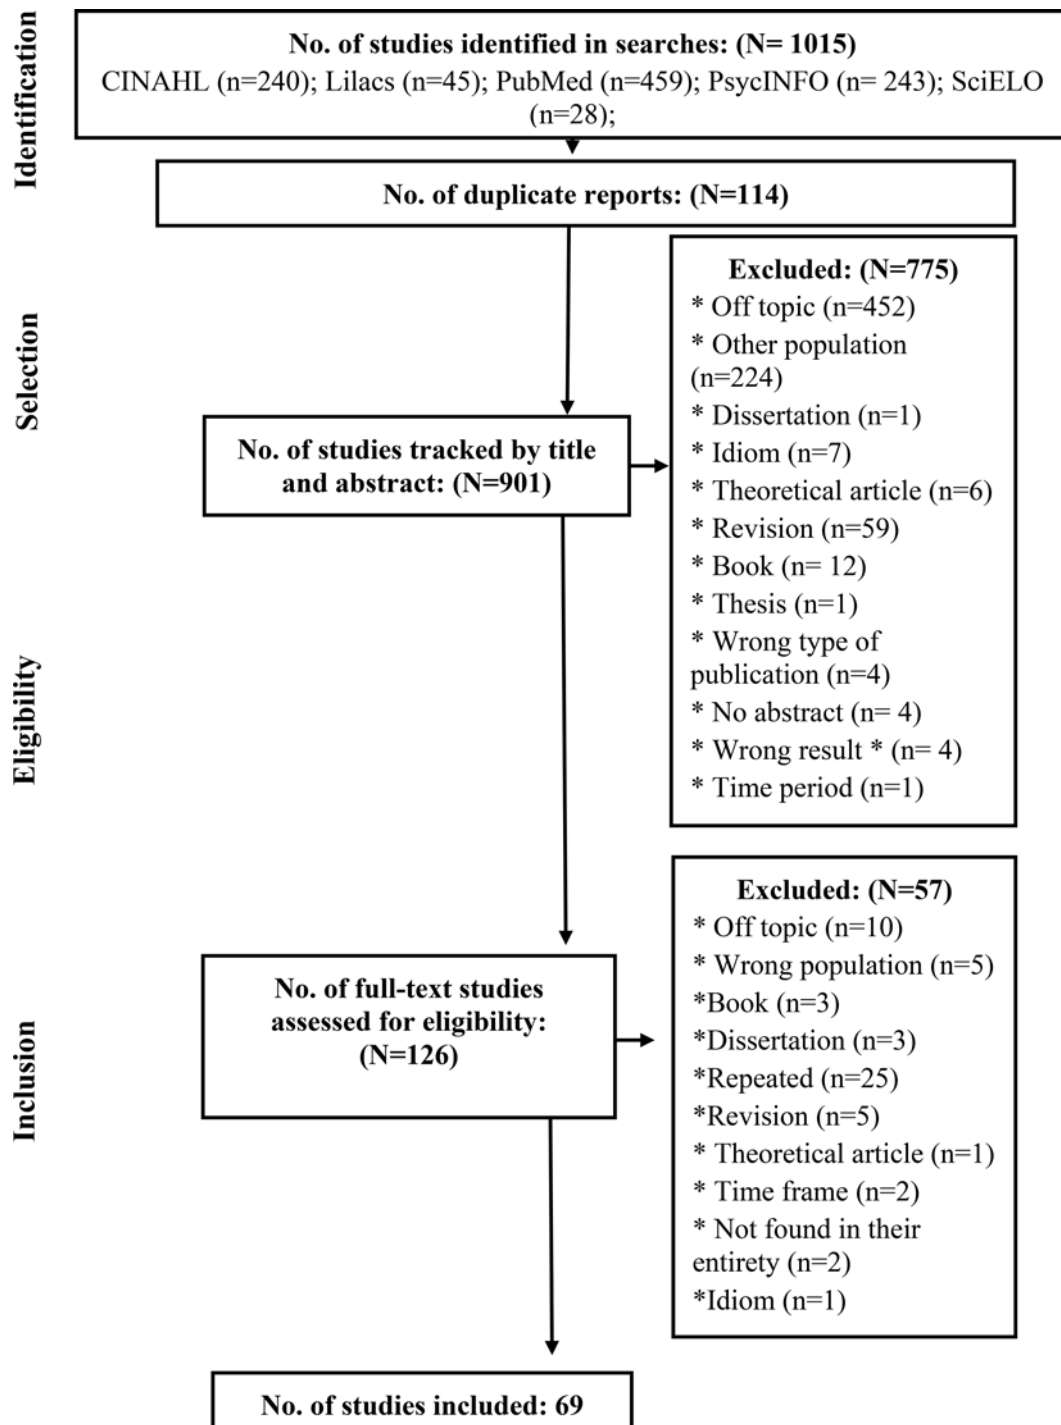 Identification
No. of studies identified in searches: (N= 1015)
CINAHL (n=240); Lilacs (n=45); PubMed (n=459); PsycINFO (n= 243); SciELO
(n=28);
No. of duplicate reports: (N=114)
Selection
No. of studies tracked by title
and abstract: (N=901)
Excluded: (N=775)
* Off topic (n=452)
* Other population
(n=224)
* Dissertation (n=1)
* Idiom (n=7)
* Theoretical article (n=6)
* Revision (n=59)
* Book (n= 12)
* Thesis (n=1)
* Wrong type of
publication (n=4)
* No abstract (n= 4)
* Wrong result * (n= 4)
* Time period (n=1)
Eligibility
No. of full-text studies
assessed for eligibility:
(N=126)
Excluded: (N=57)
* Off topic (n=10)
* Wrong population (n=5)
*Book (n=3)
*Dissertation (n=3)
*Repeated (n=25)
*Revision (n=5)
* Theoretical article (n=1)
* Time frame (n=2)
* Not found in their
entirety (n=2)
*Idiom (n=1)
Inclusion
No. of studies included: 69